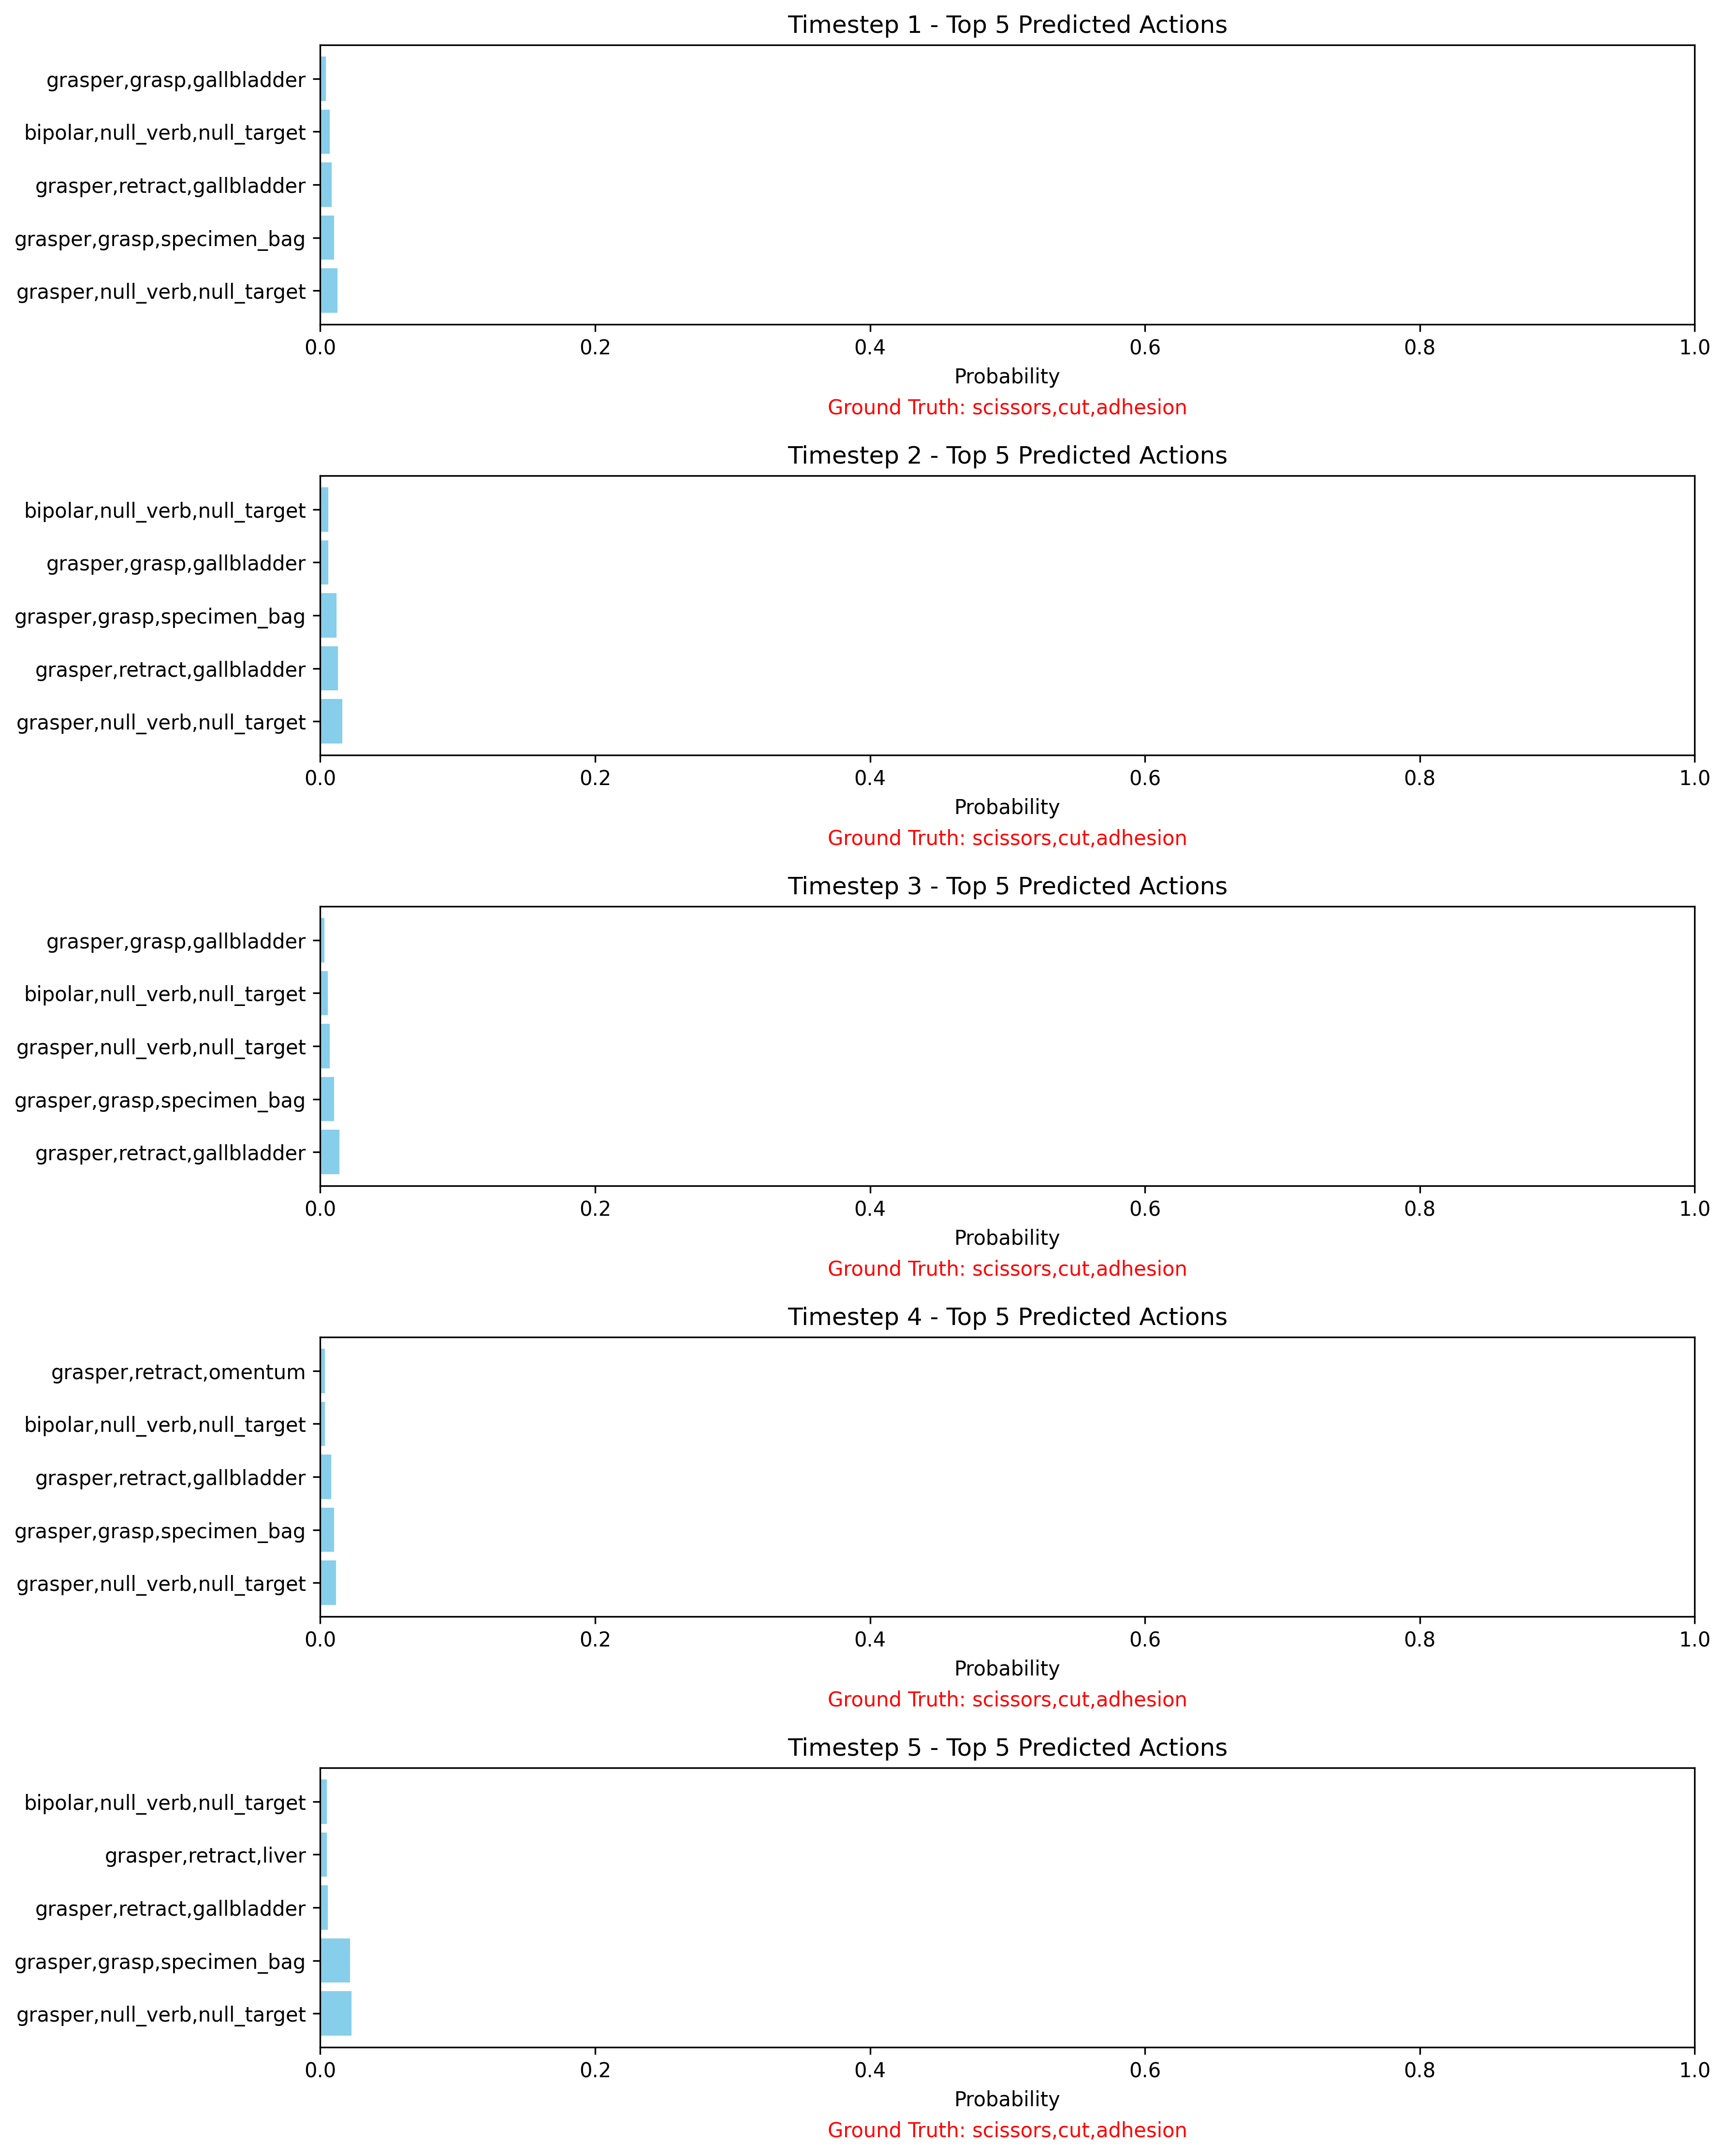 Timestep 1 - Top 5 Predicted Actions
grasper,grasp,gallbladder
bipolar,null_verb,null_target
grasper,retract,gallbladder
grasper,grasp,specimen_bag
grasper,null_verb,null_target
0.0 0.2 0.4 0.6 0.8 1.0
Probability
Ground Truth: scissors,cut,adhesion
Timestep 2 - Top 5 Predicted Actions
bipolar,null_verb,null_target
grasper,grasp,gallbladder
grasper,grasp,specimen_bag
grasper,retract,gallbladder
grasper,null_verb,null_target
0.0 0.2 0.4 0.6 0.8 1.0
Probability
Ground Truth: scissors,cut,adhesion
Timestep 3 - Top 5 Predicted Actions
grasper,grasp,gallbladder
bipolar,null_verb,null_target
grasper,null_verb,null_target
grasper,grasp,specimen_bag
grasper,retract,gallbladder
0.0 0.2 0.4 0.6 0.8 1.0
Probability
Ground Truth: scissors,cut,adhesion
Timestep 4 - Top 5 Predicted Actions
grasper,retract,omentum
bipolar,null_verb,null_target
grasper,retract,gallbladder
grasper,grasp,specimen_bag
grasper,null_verb,null_target
0.0 0.2 0.4 0.6 0.8 1.0
Probability
Ground Truth: scissors,cut,adhesion
Timestep 5 - Top 5 Predicted Actions
bipolar,null_verb,null_target
grasper,retract,liver
grasper,retract,gallbladder
grasper,grasp,specimen_bag
grasper,null_verb,null_target
0.0 0.2 0.4 0.6 0.8 1.0
Probability
Ground Truth: scissors,cut,adhesion